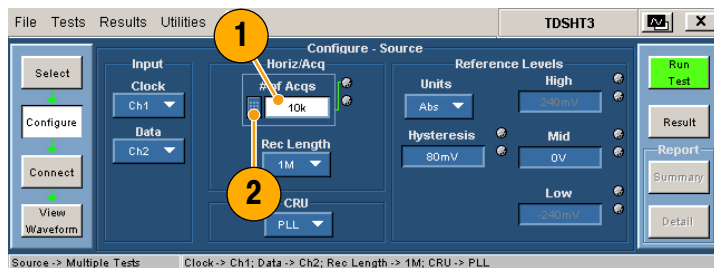 File Tests Results Utilities
TDSHT3
X
1
Configure - Source
Select
Configure
Connect
View
Waveform
Input
Clock
Ch1
Data
Ch2
Horiz/Acq
# of Acqs
10k
Rec Length
1M
2
CRU
PLL
Reference Levels
Units
Abs
Hysteresis
80mV
High
240mV
Mid
0V
Low
-240mV
Run
Test
Result
Report
Summary
Detail
Source -> Multiple Tests
Clock-> Ch1; Data -> Ch2; Rec Length -> 1M; CRU -> PLL